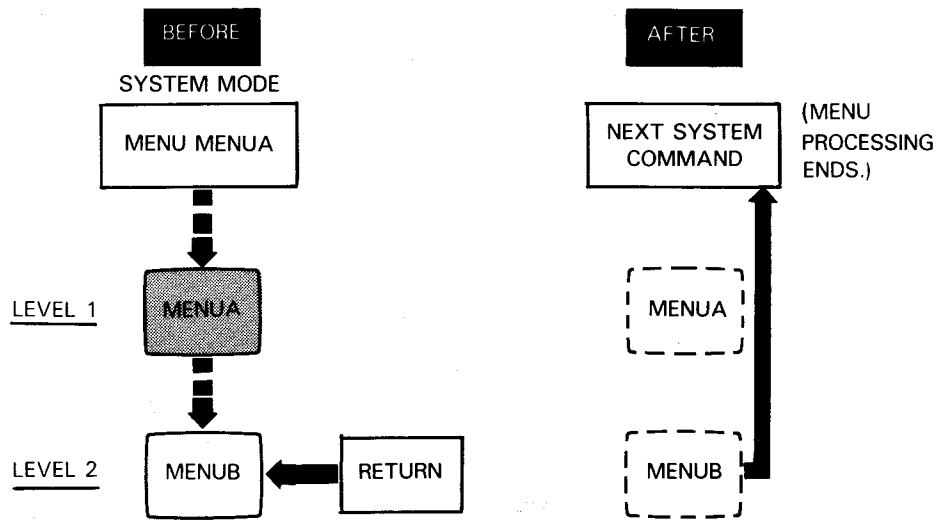 BEFORE
AFTER
SYSTEM MODE
MENU MENUA
NEXT SYSTEM
COMMAND
(MENU
PROCESSING
ENDS.)
LEVEL 1
MENUA
MENUA
LEVEL 2
MENUB
RETURN
MENUB